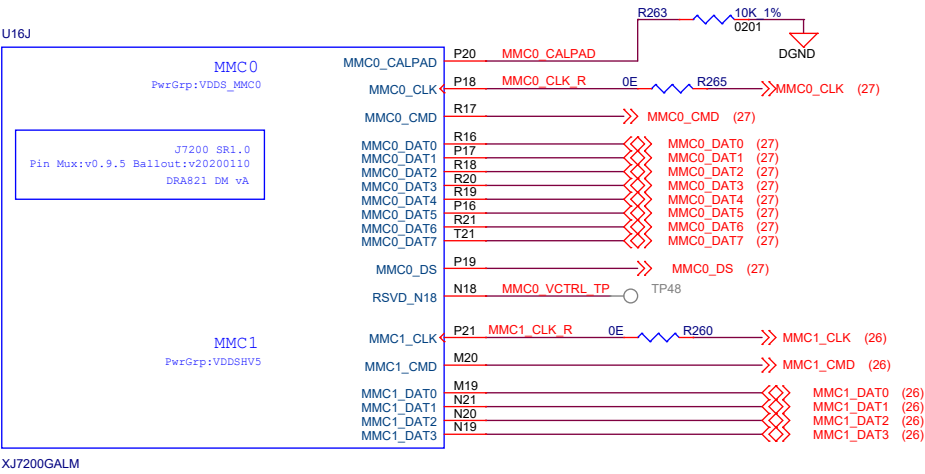 R263 10K 1%
0201
DGND
U16J
MMC0
PwrGrp:VDDS_MMC0
J7200 SR1.0
Pin Mux:v0.9.5 Ballout:v20200110
DRA821 DM vA
MMC0_CALPAD P20 MMC0_CALPAD
MMC0_CLK P18 MMC0_CLK_R 0E R265 MMC0_CLK (27)
MMC0_CMD R17 MMC0_CMD (27)
MMC0_DAT0 R16 MMC0_DAT0 (27)
MMC0_DAT1 P17 MMC0_DAT1 (27)
MMC0_DAT2 R18 MMC0_DAT2 (27)
MMC0_DAT3 R20 MMC0_DAT3 (27)
MMC0_DAT4 R19 MMC0_DAT4 (27)
MMC0_DAT5 P16 MMC0_DAT5 (27)
MMC0_DAT6 R21 MMC0_DAT6 (27)
MMC0_DAT7 T21 MMC0_DAT7 (27)
MMC0_DS P19 MMC0_DS (27)
RSVD_N18 N18 MMC0_VCTRL_TP TP48
MMC1
PwrGrp:VDDSHV5
MMC1_CLK P21 MMC1_CLK_R 0E R260 MMC1_CLK (26)
MMC1_CMD M20 MMC1_CMD (26)
MMC1_DAT0 M19 MMC1_DAT0 (26)
MMC1_DAT1 N21 MMC1_DAT1 (26)
MMC1_DAT2 N20 MMC1_DAT2 (26)
MMC1_DAT3 N19 MMC1_DAT3 (26)
XJ7200GALM